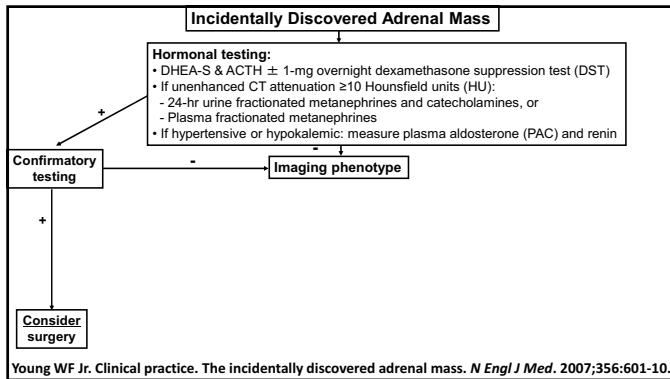 Incidentally Discovered Adrenal Mass
Hormonal testing:
• DHEA-S & ACTH ± 1-mg overnight dexamethasone suppression test (DST)
• If unenhanced CT attenuation ≥10 Hounsfield units (HU):
- 24-hr urine fractionated metanephrines and catecholamines, or
- Plasma fractionated metanephrines
• If hypertensive or hypokalemic: measure plasma aldosterone (PAC) and renin
+
-
Confirmatory
testing
-
Imaging phenotype
+
Consider
surgery
Young WF Jr. Clinical practice. The incidentally discovered adrenal mass. N Engl J Med. 2007;356:601-10.